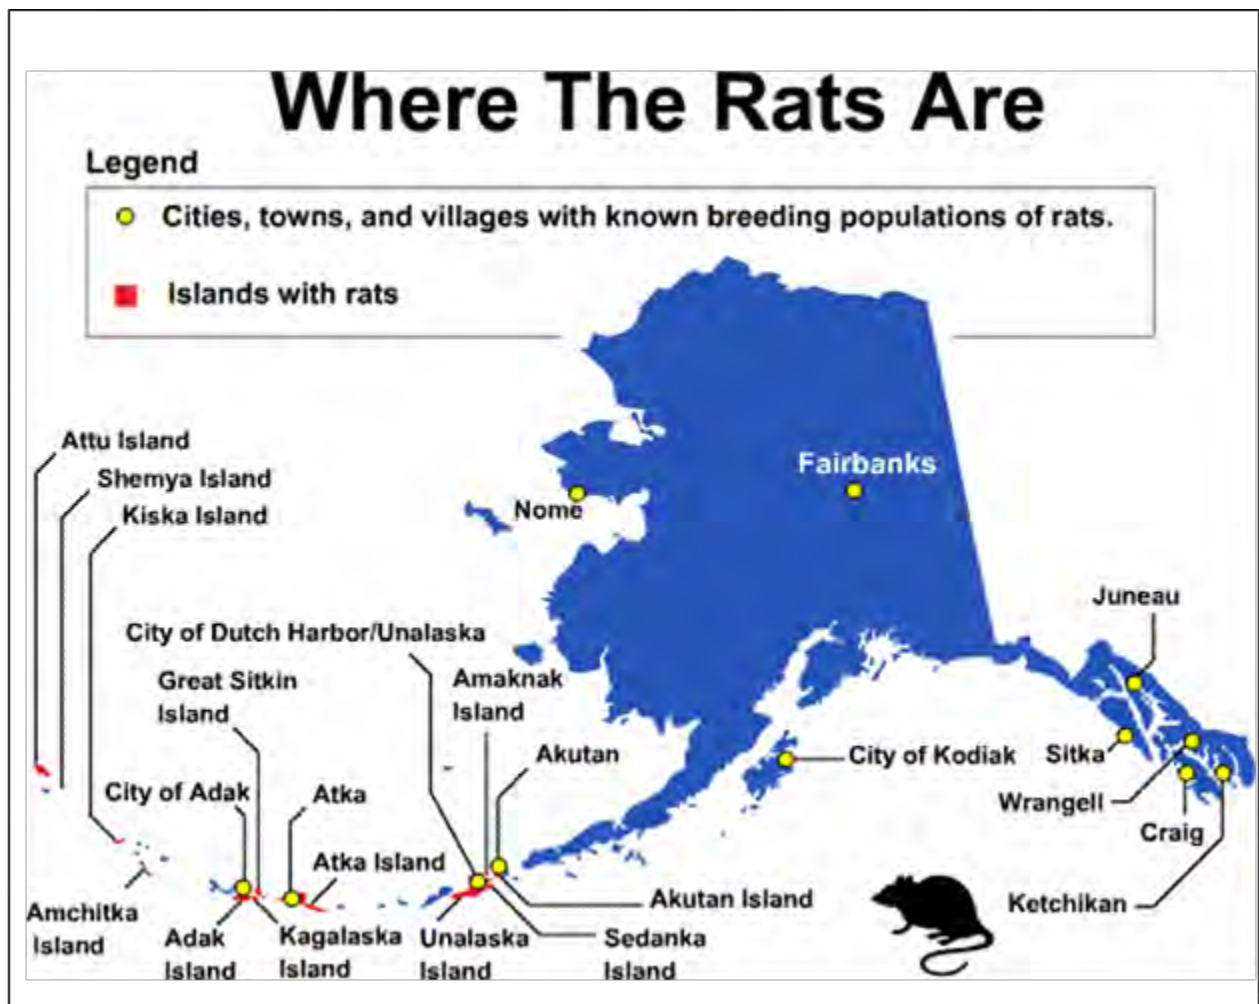 Where The Rats Are
Legend
Cities, towns, and villages with known breeding populations of rats.
Islands with rats
Attu Island
Shemya Island
Kiska Island
Nome
Fairbanks
City of Dutch Harbor/Unalaska
Great Sitkin
Island
Amaknak
Island
Juneau
City of Adak
Atka
Akutan
City of Kodiak
Sitka
Wrangell
Craig
Atka Island
Amchitka
Island
Adak
Island
Kagalaska
Island
Unalaska
Island
Akutan Island
Sedanka
Island
Ketchikan